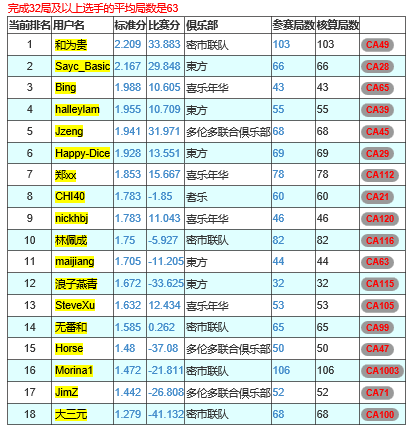 完成32局及以上选手的平均局数是63
当前排名 用户名 标准分 比赛分 俱乐部 参赛局数 核算局数
1 和为贵 2.209 33.883 密市联队 103 103 CA49
2 Sayc_Basic 2.167 29.848 東方 66 66 CA28
3 Bing 1.988 10.605 喜乐年华 43 43 CA65
4 halleylam 1.955 10.709 東方 55 55 CA39
5 Jzeng 1.941 31.971 多伦多联合俱乐部 68 68 CA45
6 Happy-Dice 1.928 13.551 東方 69 69 CA29
7 郑xx 1.853 15.667 喜乐年华 78 78 CA112
8 CHI40 1.783 -1.85 耆乐 60 60 CA21
9 nickhbj 1.783 11.043 喜乐年华 46 46 CA120
10 林佩成 1.75 -5.927 密市联队 82 82 CA116
11 maijiang 1.705 -11.205 東方 44 44 CA63
12 浪子燕青 1.672 -33.625 東方 32 32 CA115
13 SteveXu 1.632 12.434 喜乐年华 53 53 CA105
14 无番和 1.585 0.262 密市联队 65 65 CA99
15 Horse 1.48 -37.08 多伦多联合俱乐部 50 50 CA47
16 Morina1 1.472 -21.811 密市联队 106 106 CA1003
17 JimZ 1.442 -26.808 多伦多联合俱乐部 52 52 CA71
18 大三元 1.279 -41.132 密市联队 68 68 CA100